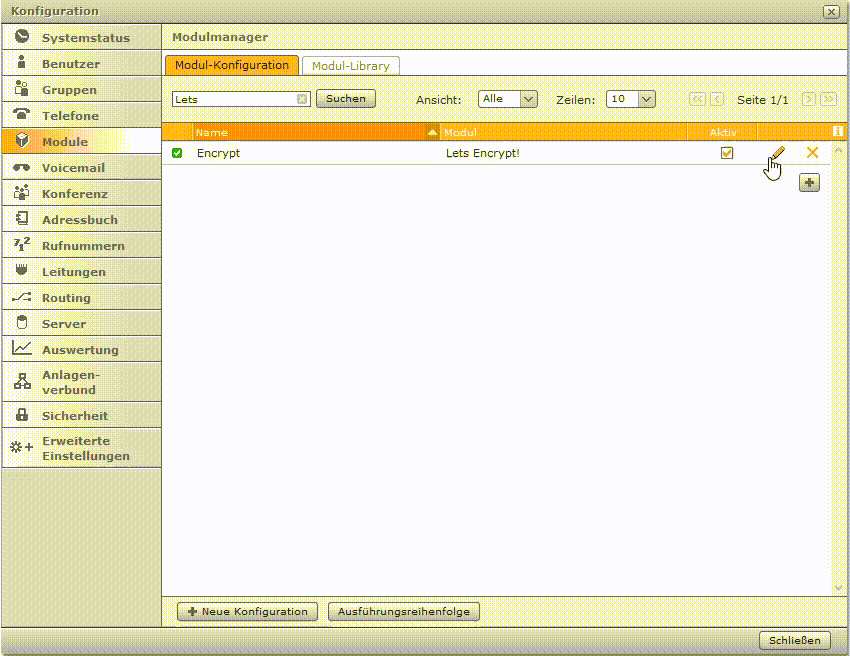 Konfiguration
Systemstatus
Benutzer
Gruppen
Telefone
Module
Voicemail
Konferenz
Adressbuch
Rufnummern
Leitungen
Routing
Server
Auswertung
Anlagen-
verbund
Sicherheit
Erweiterte
Einstellungen
Modulmanager
Modul-Konfiguration Modul-Library
Lets Suchen Ansicht: Alle Zeilen: 10 Seite 1/1
Name Modul Aktiv
Encrypt Lets Encrypt!
Neue Konfiguration Ausführungsreihenfolge
Schließen